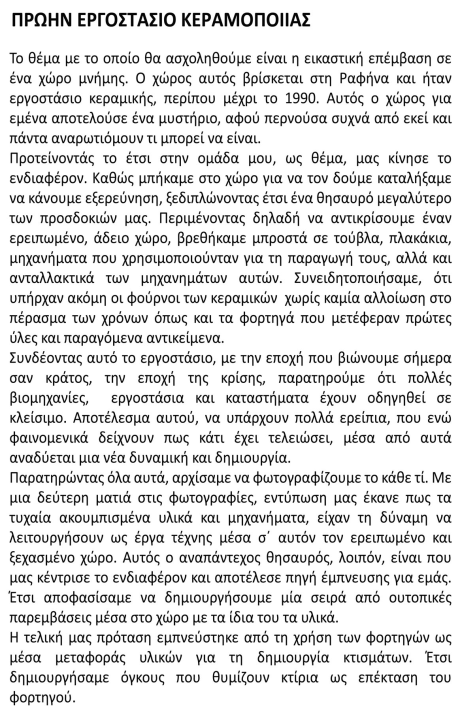 ΠΡΩΗΝ ΕΡΓΟΣΤΑΣΙΟ ΚΕΡΑΜΟΠΟΙΙΑΣ
Το θέμα με το οποίο θα ασχοληθούμε είναι η εικαστική επέμβαση σε
ένα χώρο μνήμης. Ο χώρος αυτός βρίσκεται στη Ραφήνα και ήταν
εργοστάσιο κεραμικής, περίπου μέχρι το 1990. Αυτός ο χώρος για
εμένα αποτελούσε ένα μυστήριο, αφού περνούσα συχνά από εκεί και
πάντα αναρωτιόμουν τι μπορεί να είναι.
Προτείνοντάς το έτσι στην ομάδα μου, ως θέμα, μας κίνησε το
ενδιαφέρον. Καθώς μπήκαμε στο χώρο για να τον δούμε καταλήξαμε
να κάνουμε εξερεύνηση, ξεδιπλώνοντας έτσι ένα θησαυρό μεγαλύτερο
των προσδοκιών μας. Περιμένοντας δηλαδή να αντικρίσουμε έναν
ερειπωμένο, άδειο χώρο, βρεθήκαμε μπροστά σε τούβλα, πλακάκια,
μηχανήματα που χρησιμοποιούνταν για τη παραγωγή τους, αλλά και
ανταλλακτικά των μηχανημάτων αυτών. Συνειδητοποιήσαμε, ότι
υπήρχαν ακόμη οι φούρνοι των κεραμικών χωρίς καμία αλλοίωση στο
πέρασμα των χρόνων όπως και τα φορτηγά που μετέφεραν πρώτες
ύλες και παραγόμενα αντικείμενα.
Συνδέοντας αυτό το εργοστάσιο, με την εποχή που βιώνουμε σήμερα
σαν κράτος, την εποχή της κρίσης, παρατηρούμε ότι πολλές
βιομηχανίες, εργοστάσια και καταστήματα έχουν οδηγηθεί σε
κλείσιμο. Αποτέλεσμα αυτού, να υπάρχουν πολλά ερείπια, που ενώ
φαινομενικά δείχνουν πως κάτι έχει τελειώσει, μέσα από αυτά
αναδύεται μια νέα δυναμική και δημιουργία.
Παρατηρώντας όλα αυτά, αρχίσαμε να φωτογραφίζουμε το κάθε τί. Με
μια δεύτερη ματιά στις φωτογραφίες, εντύπωση μας έκανε πως τα
τυχαία ακουμπισμένα υλικά και μηχανήματα, είχαν τη δύναμη να
λειτουργήσουν ως έργα τέχνης μέσα σ΄ αυτόν τον ερειπωμένο και
ξεχασμένο χώρο. Αυτός ο αναπάντεχος θησαυρός, λοιπόν, είναι που
μας κέντρισε το ενδιαφέρον και αποτέλεσε πηγή έμπνευσης για εμάς.
Έτσι αποφασίσαμε να δημιουργήσουμε μία σειρά από ουτοπικές
παρεμβάσεις μέσα στο χώρο με τα ίδια του τα υλικά.
Η τελική μας πρόταση εμπνεύστηκε από τη χρήση των φορτηγών ως
μέσα μεταφοράς υλικών για τη δημιουργία κτισμάτων. Έτσι
δημιουργήσαμε όγκους που θυμίζουν κτίρια ως επέκταση του
φορτηγού.